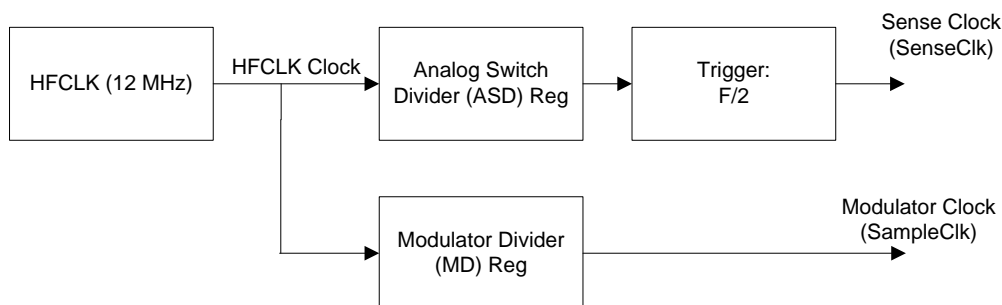 HFCLK (12 MHz)
HFCLK Clock
Analog Switch
Divider (ASD) Reg
Trigger:
F/2
Sense Clock
(SenseClk)
Modulator Divider
(MD) Reg
Modulator Clock
(SampleClk)